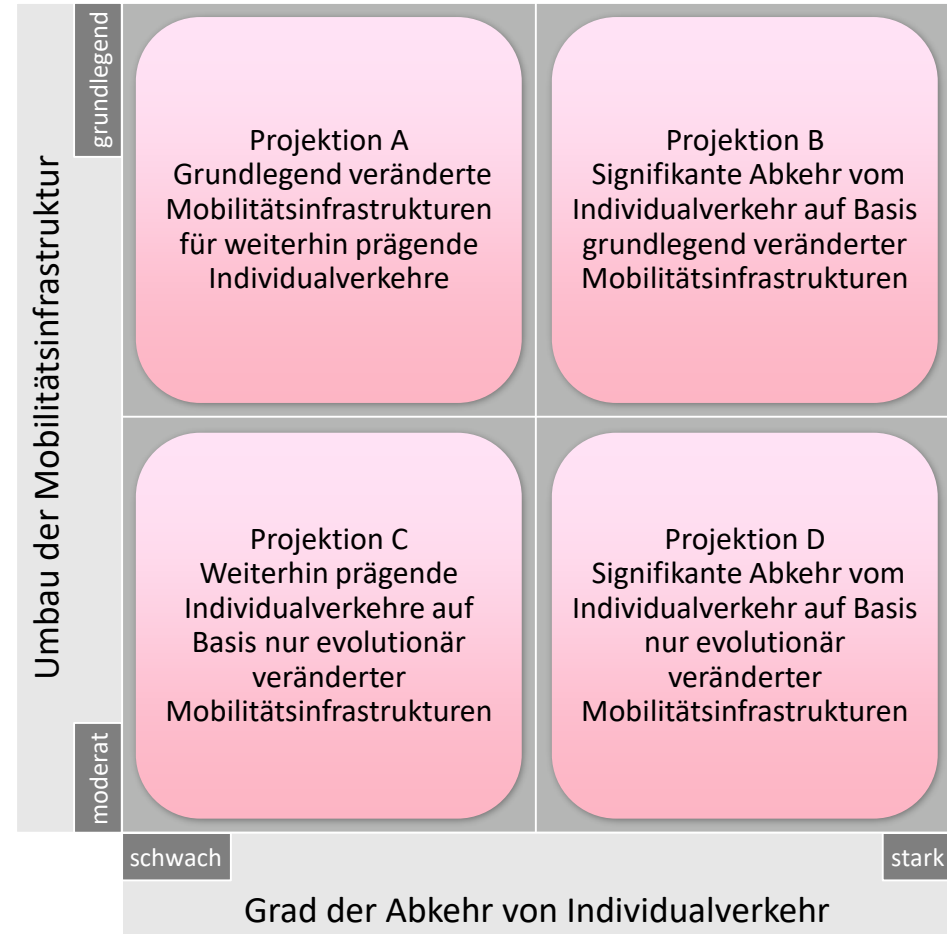 Umbau der Mobilitätsinfrastruktur
grundlegend
moderat
Projektion A
Grundlegend veränderte
Mobilitätsinfrastrukturen
für weiterhin prägende
Individualverkehre
Projektion B
Signifikante Abkehr vom
Individualverkehr auf Basis
grundlegend veränderter
Mobilitätsinfrastrukturen
Projektion C
Weiterhin prägende
Individualverkehre auf
Basis nur evolutionär
veränderter
Mobilitätsinfrastrukturen
Projektion D
Signifikante Abkehr vom
Individualverkehr auf Basis
nur evolutionär
veränderter
Mobilitätsinfrastrukturen
schwach
stark
Grad der Abkehr von Individualverkehr